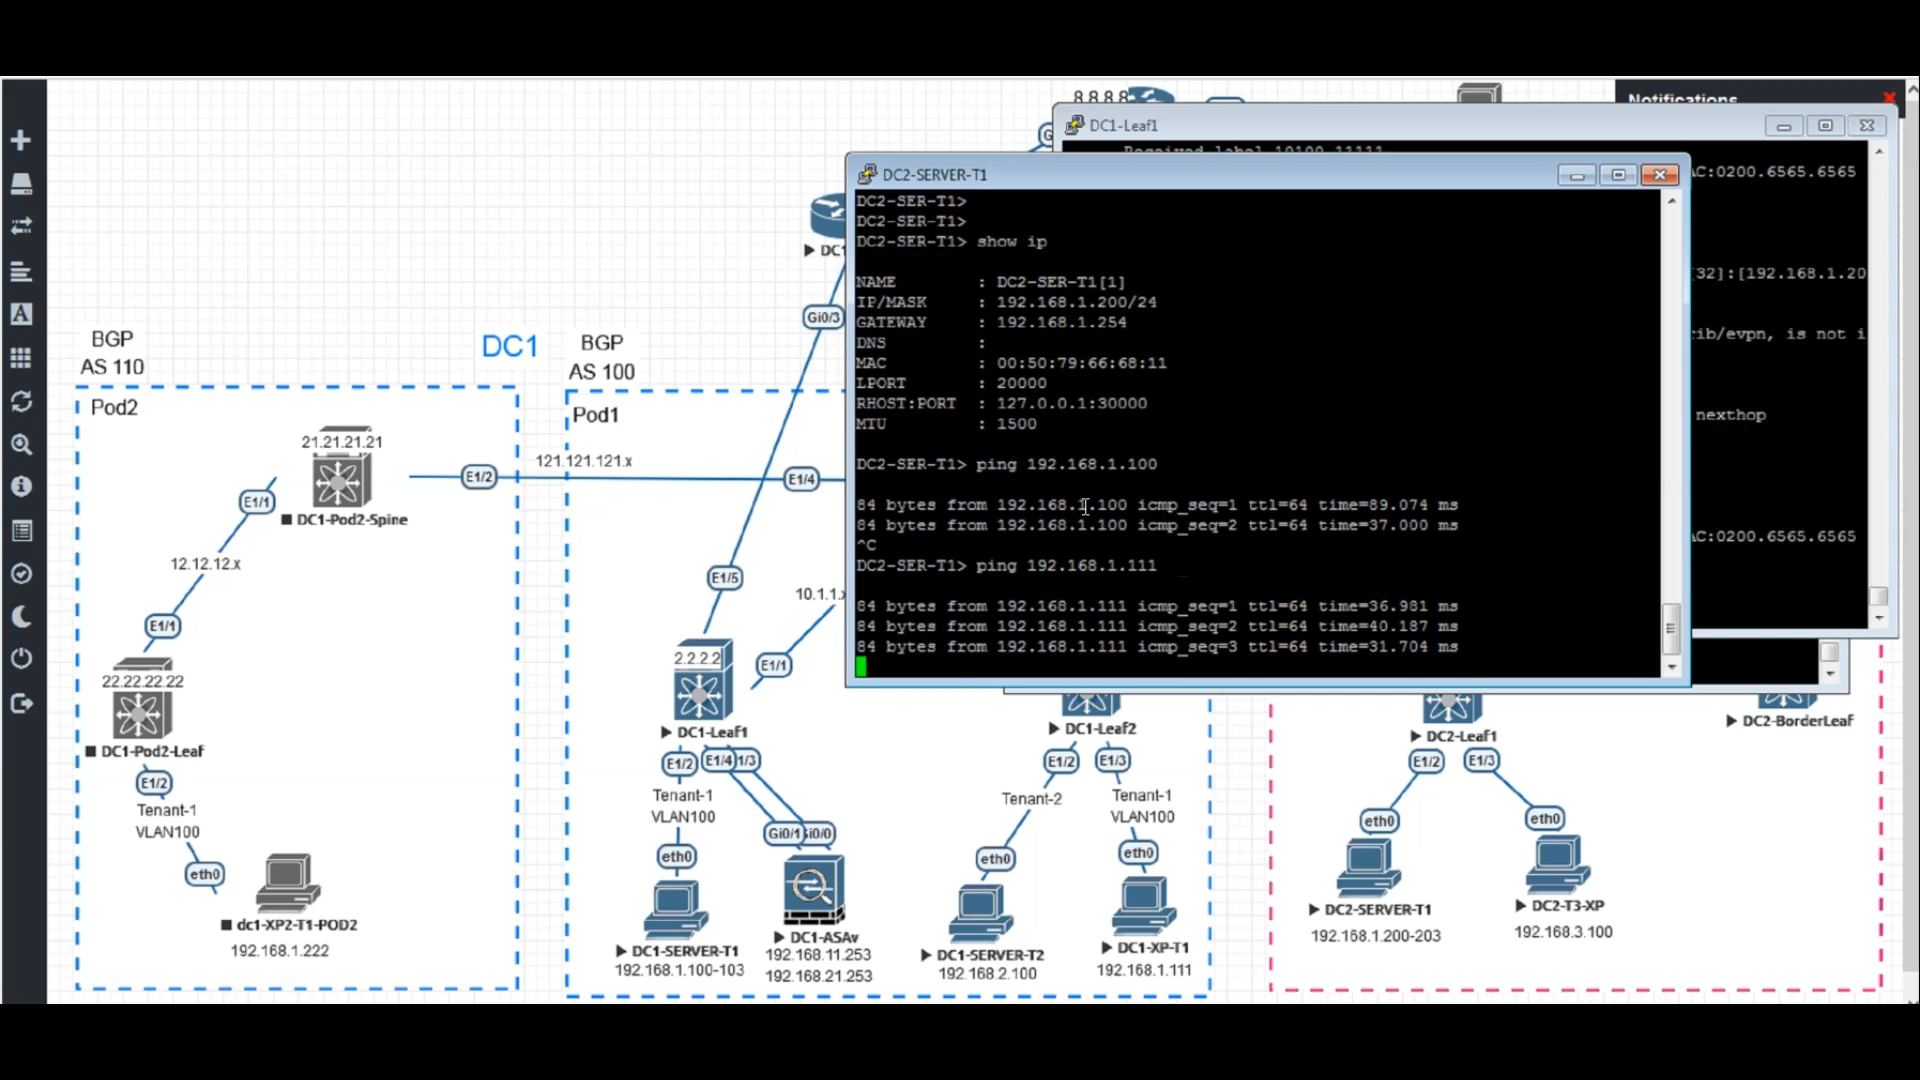 8.8.8.8
Notifications
DC1-Leaf1
Received label 10100 11111
DC2-SERVER-T1
DC2-SER-T1>
DC2-SER-T1>
DC2-SER-T1> show ip
NAME : DC2-SER-T1[1]
IP/MASK : 192.168.1.200/24
GATEWAY : 192.168.1.254
DNS :
MAC : 00:50:79:66:68:11
LPORT : 20000
RHOST:PORT : 127.0.0.1:30000
MTU : 1500
DC2-SER-T1> ping 192.168.1.100
84 bytes from 192.168.1.100 icmp_seq=1 ttl=64 time=89.074 ms
84 bytes from 192.168.1.100 icmp_seq=2 ttl=64 time=37.000 ms
^C
DC2-SER-T1> ping 192.168.1.111
84 bytes from 192.168.1.111 icmp_seq=1 ttl=64 time=36.981 ms
84 bytes from 192.168.1.111 icmp_seq=2 ttl=64 time=40.187 ms
84 bytes from 192.168.1.111 icmp_seq=3 ttl=64 time=31.704 ms
AC:0200.6565.6565
[32]:[192.168.1.20
rib/evpn, is not i
nexthop
AC:0200.6565.6565
DC1
BGP
AS 110
Pod2
21.21.21.21
DC1-Pod2-Spine
E1/1
E1/2
12.12.12.x
E1/1
22.22.22.22
DC1-Pod2-Leaf
E1/2
Tenant-1
VLAN100
eth0
dc1-XP2-T1-POD2
192.168.1.222
DC1
BGP
AS 100
Pod1
121.121.121.x
E1/4
Gi0/3
E1/5
10.1.1.x
2.2.2.2
E1/1
DC1-Leaf1
E1/2
E1/4
1/3
Tenant-1
VLAN100
Gi0/1
Gi0/0
eth0
DC1-SERVER-T1
192.168.1.100-103
DC1-ASAv
192.168.11.253
192.168.21.253
DC1-Leaf2
E1/2
E1/3
Tenant-2
Tenant-1
VLAN100
eth0
eth0
DC1-SERVER-T2
192.168.2.100
DC1-XP-T1
192.168.1.111
DC2-Leaf1
E1/2
E1/3
eth0
eth0
DC2-SERVER-T1
192.168.1.200-203
DC2-T3-XP
192.168.3.100
DC2-BorderLeaf